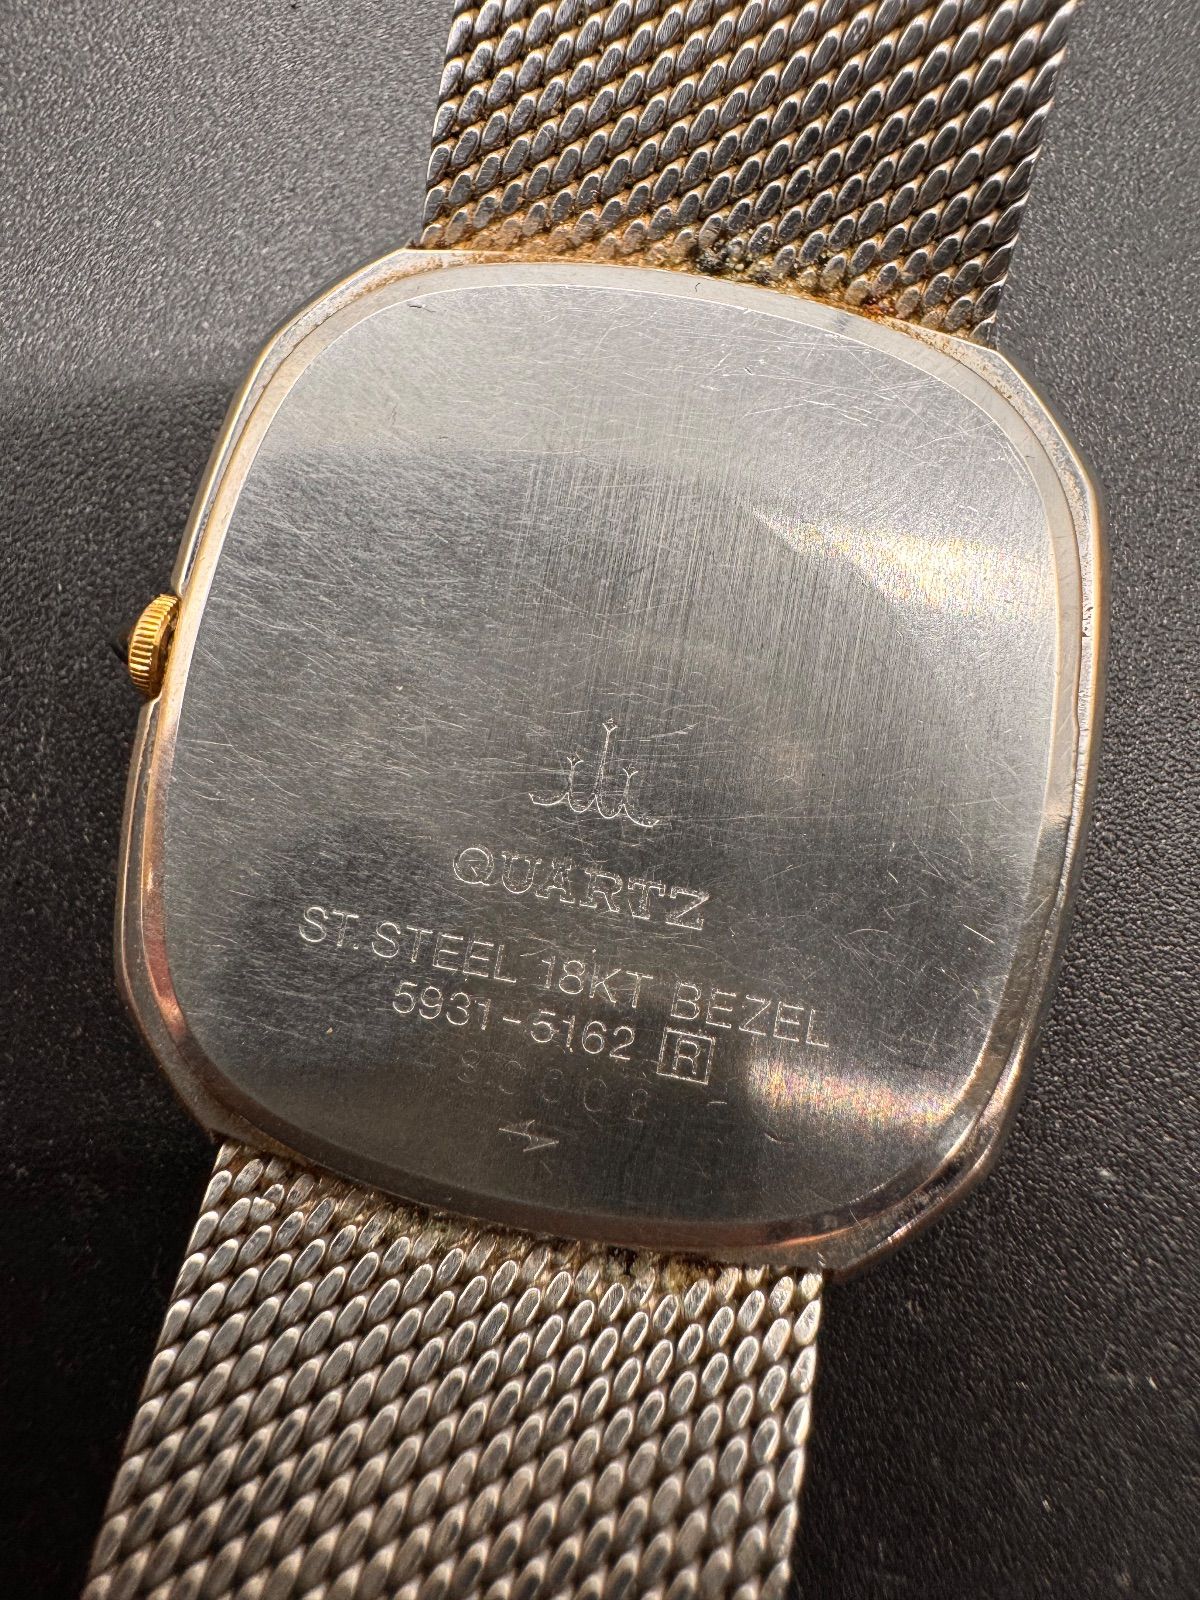 QUARTZ
ST. STEEL 18KT BEZEL
5931-5162 R